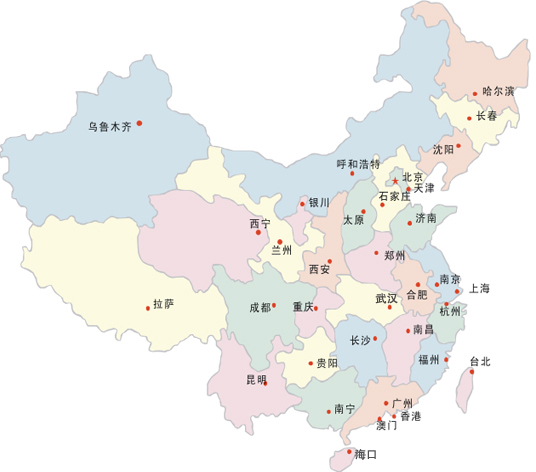 哈尔滨
长春
乌鲁木齐
沈阳
呼和浩特
北京
天津
石家庄
银川
太原
济南
西宁
兰州
郑州
西安
南京
上海
合肥
拉萨
成都
重庆
武汉
杭州
南昌
长沙
福州
台北
贵阳
昆明
广州
南宁
香港
澳门
海口